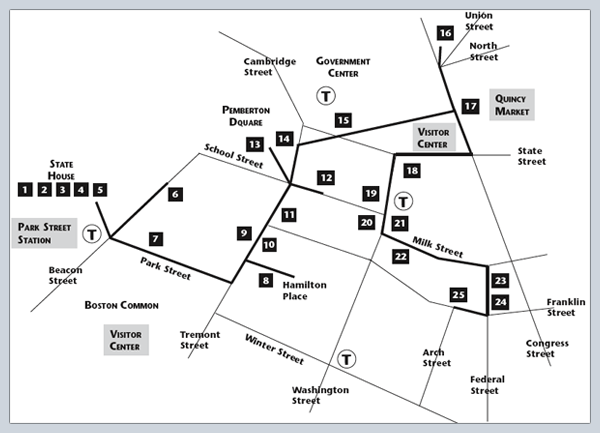 Union
Street
16
North
Street
Cambridge
Street
GOVERNMENT
CENTER
T
QUINCY
MARKET
17
PEMBERTON
DQUARE
15
14
13
VISITOR
CENTER
State
Street
School Street
STATE
HOUSE
1 2 3 4 5
6
12
18
19
T
11
20
21
PARK STREET
STATION
T
7
9
10
Milk Street
22
Park Street
Beacon
Street
8
Hamilton
Place
23
25
24
BOSTON COMMON
Franklin
Street
VISITOR
CENTER
Tremont
Street
Winter Street
T
Arch
Street
Congress
Street
Federal
Street
Washington
Street